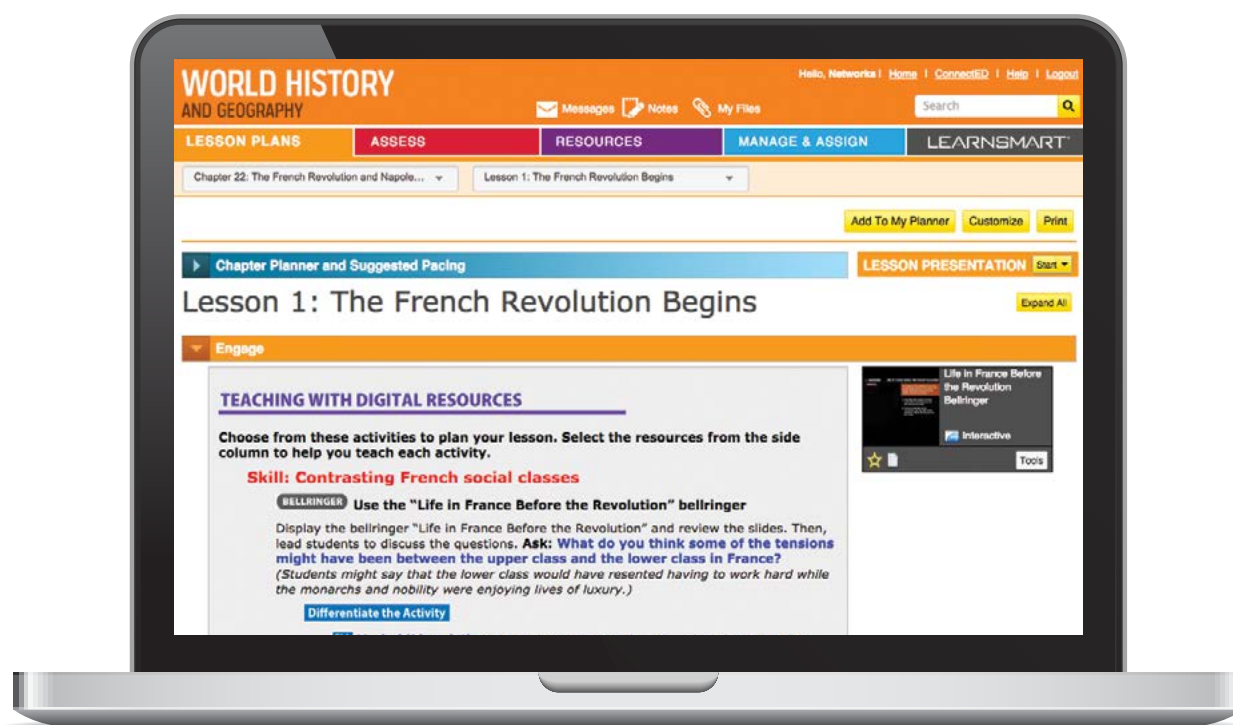 WORLD HISTORY
AND GEOGRAPHY
Hello, Networks | Home | ConnectED | Help | Logout
Messages Notes My Files
Search
LESSON PLANS ASSESS RESOURCES MANAGE & ASSIGN LEARNSMART
Chapter 22: The French Revolution and Napole... Lesson 1: The French Revolution Begins
Add To My Planner Customize Print
Chapter Planner and Suggested Pacing
LESSON PRESENTATION Start
Lesson 1: The French Revolution Begins
Expand All
Engage
TEACHING WITH DIGITAL RESOURCES
Choose from these activities to plan your lesson. Select the resources from the side
column to help you teach each activity.
Skill: Contrasting French social classes
BELLRINGER Use the "Life in France Before the Revolution" bellringer
Display the bellringer "Life in France Before the Revolution" and review the slides. Then,
lead students to discuss the questions. Ask: What do you think some of the tensions
might have been between the upper class and the lower class in France?
(Students might say that the lower class would have resented having to work hard while
the monarchs and nobility were enjoying lives of luxury.)
Differentiate the Activity
Life in France Before
the Revolution
Bellringer
Interactive
Tools